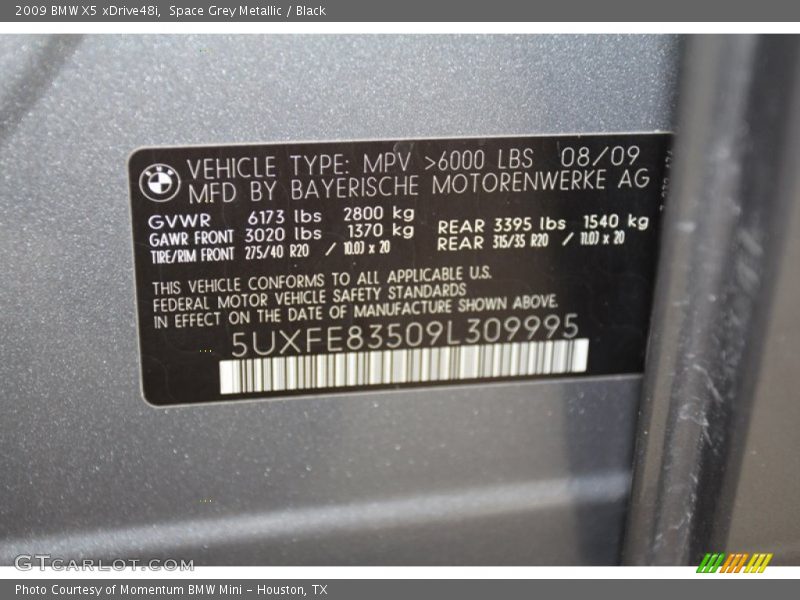 2009 BMW X5 xDrive48i, Space Grey Metallic / Black
VEHICLE TYPE: MPV >6000 LBS 08/09
MFD BY BAYERISCHE MOTORENWERKE AG
GVWR 6173 lbs 2800 kg
GAWR FRONT 3020 lbs 1370 kg REAR 3395 lbs 1540 kg
TIRE/RIM FRONT 275/40 R20 / 10.0J x 20 REAR 315/35 R20 / 11.0J x 20
THIS VEHICLE CONFORMS TO ALL APPLICABLE U.S.
FEDERAL MOTOR VEHICLE SAFETY STANDARDS
IN EFFECT ON THE DATE OF MANUFACTURE SHOWN ABOVE.
5UXFE83509L309995
GTCARLOT.COM
Photo Courtesy of Momentum BMW Mini - Houston, TX